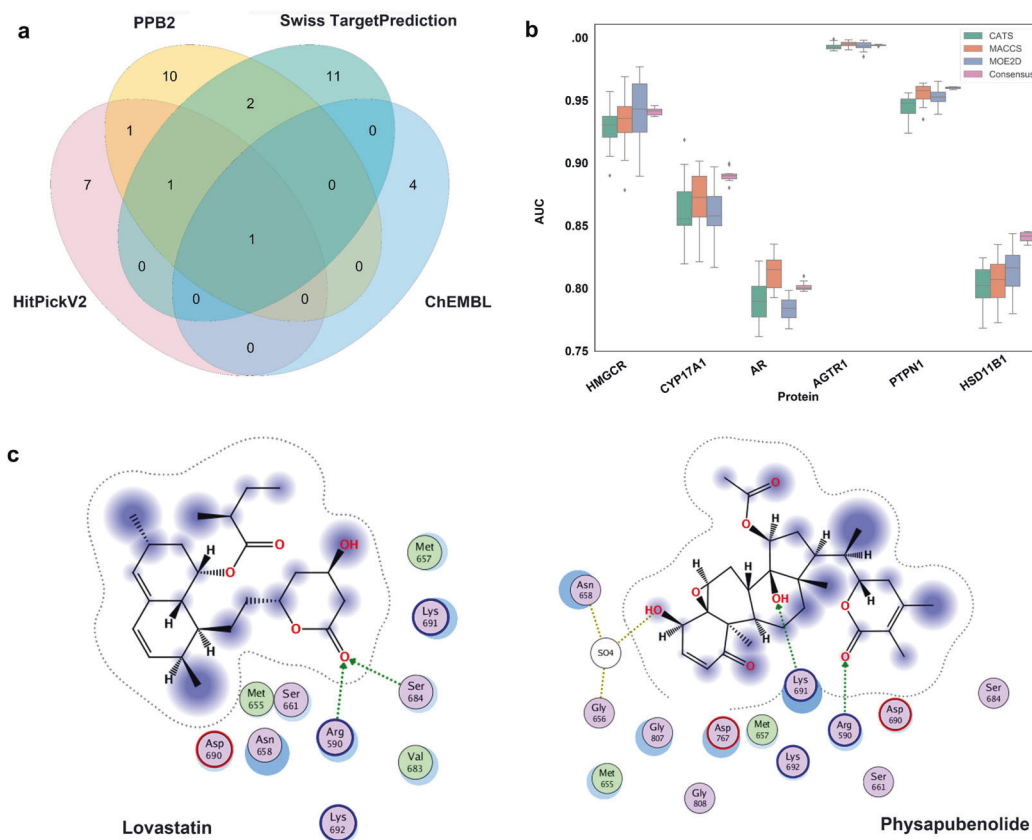 a
PPB2
Swiss TargetPrediction
HitPickV2
ChEMBL
10
11
2
1
0
7
1
0
4
1
0
0
0
0
0
b
.00
0.95
0.90
0.85
0.80
0.75
AUC
CATS
MACCS
MOE2D
Consensus
HMGCR
CYP17A1
AR
AGTR1
PTPN1
HSD11B1
Protein
c
H
H
H
H
O
O
O
O
OH
Met 657
Lys 691
Ser 684
Met 655
Ser 661
Asp 690
Asn 658
Arg 590
Val 683
Lys 692
Lovastatin
O
O
H
H
H
H
H
H
O
HO
OH
O
O
O
Asn 658
SO4
Gly 656
Gly 807
Asp 767
Met 657
Lys 691
Lys 692
Arg 590
Asp 690
Ser 684
Ser 661
Met 655
Gly 808
Physapubenolide